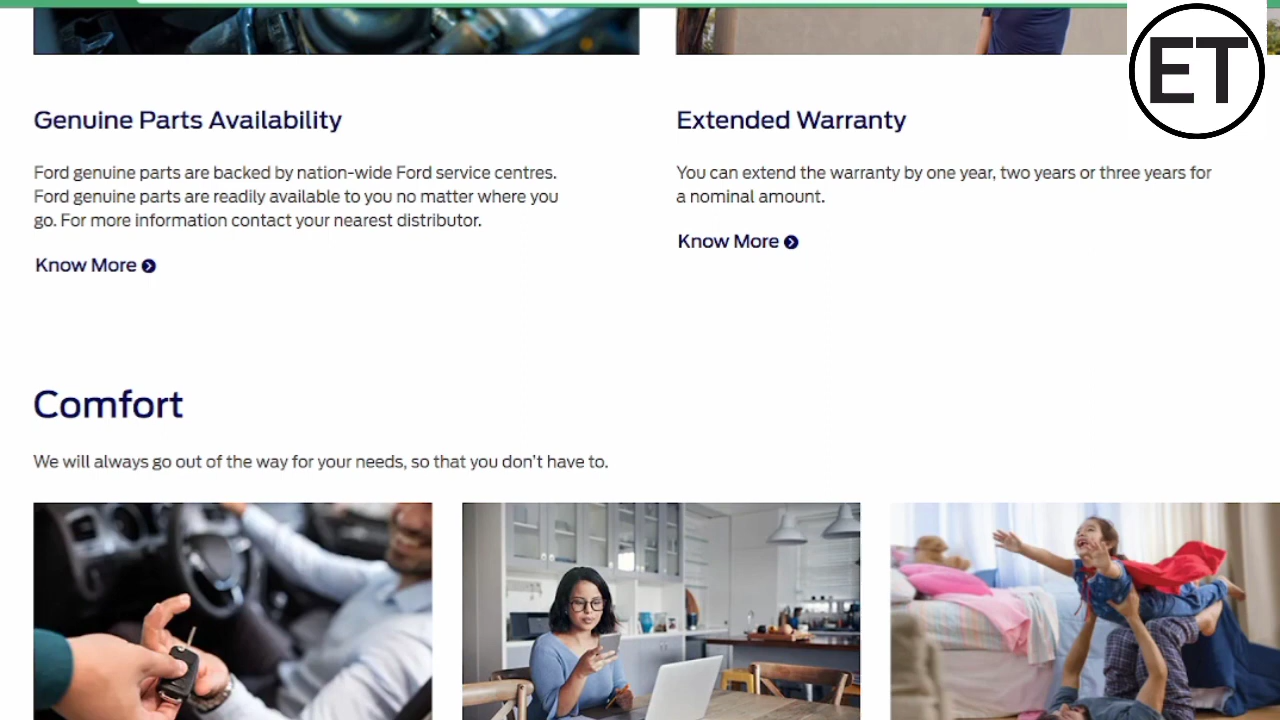 ET
Genuine Parts Availability
Ford genuine parts are backed by nation-wide Ford service centres.
Ford genuine parts are readily available to you no matter where you
go. For more information contact your nearest distributor.
Know More
Extended Warranty
You can extend the warranty by one year, two years or three years for
a nominal amount.
Know More
Comfort
We will always go out of the way for your needs, so that you don't have to.